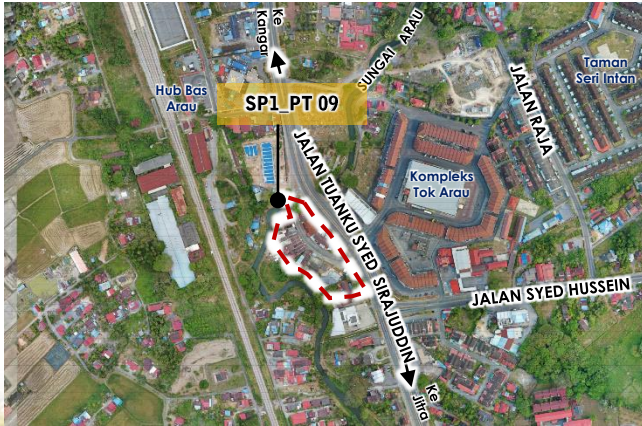 Ke
Kangar
SUNGAI ARAU
Hub Bas
Arau
SP1_PT 09
Taman
Seri Intan
JALAN RAJA
JALAN TUANKU SYED SIRAJUDDIN
Kompleks
Tok Arau
JALAN SYED HUSSEIN
Ke
Jitra